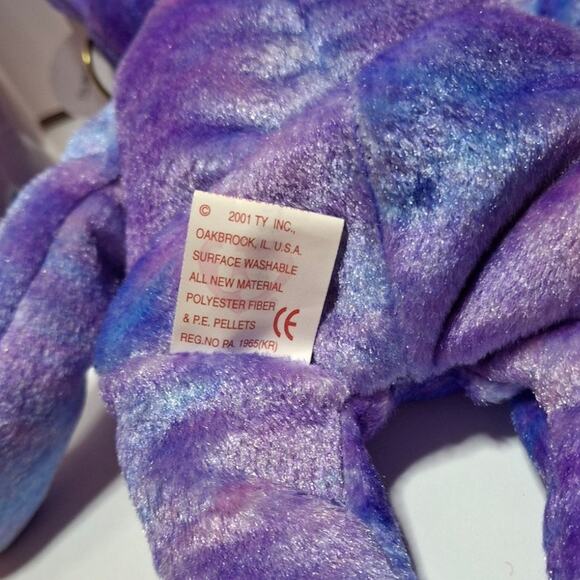 © 2001 TY INC.,
OAKBROOK, IL. U.S.A.
SURFACE WASHABLE
ALL NEW MATERIAL
POLYESTER FIBER
& P.E. PELLETS CE
REG.NO PA. 1965(KR)